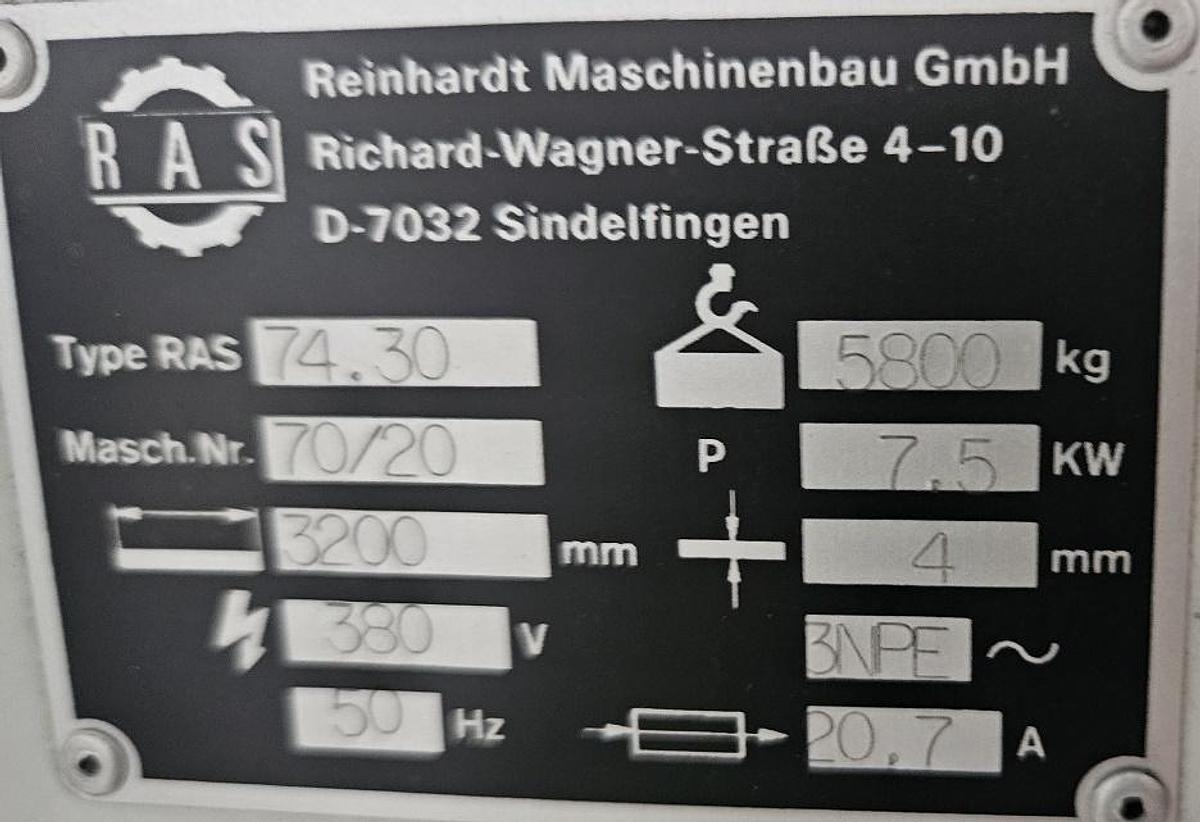 RAS
Reinhardt Maschinenbau GmbH
Richard-Wagner-Straße 4–10
D-7032 Sindelfingen
Type RAS 74.30
5800 kg
Masch.Nr. 70/20
P 7.5 KW
3200 mm
4 mm
380 V
3NPE ~
50 Hz
20.7 A